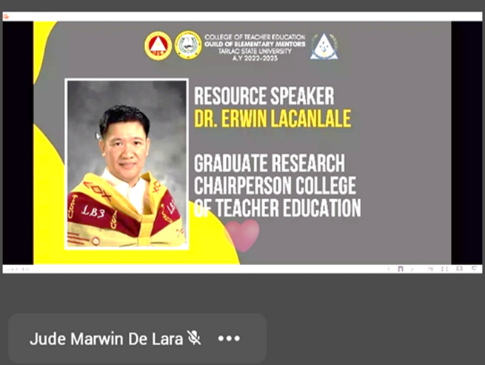 COLLEGE OF TEACHER EDUCATION
GUILD OF ELEMENTARY MENTORS
TARLAC STATE UNIVERSITY
A.Y 2022-2023
RESOURCE SPEAKER
DR. ERWIN LACANLALE
GRADUATE RESEARCH
CHAIRPERSON COLLEGE
OF TEACHER EDUCATION
LB3
Jude Marwin De Lara